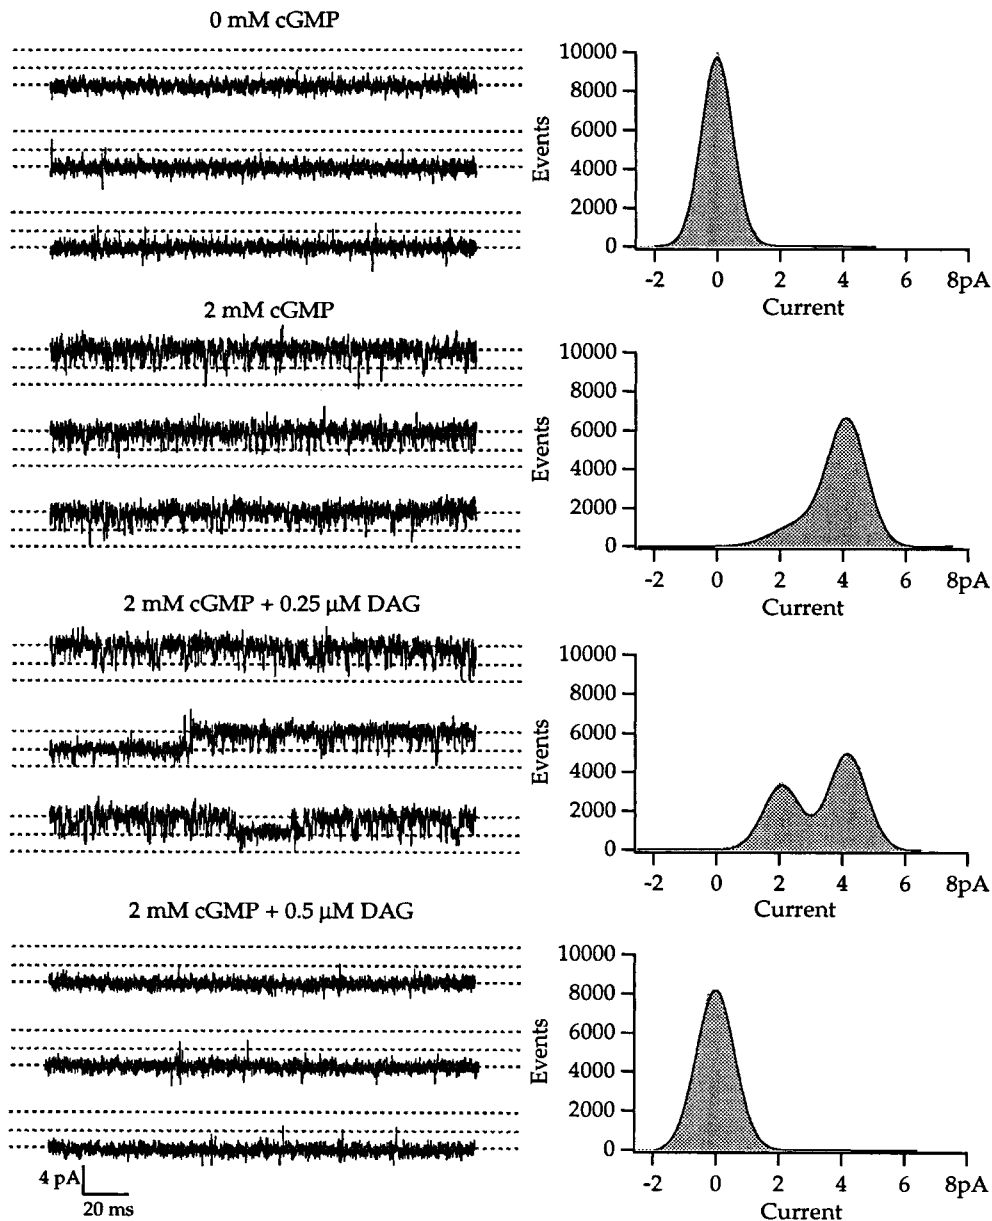 0 mM cGMP
10000
8000
6000
4000
2000
0
Events
-2 0 2 4 6 8pA
Current
2 mM cGMP
10000
8000
6000
4000
2000
0
Events
-2 0 2 4 6 8pA
Current
2 mM cGMP + 0.25 μM DAG
10000
8000
6000
4000
2000
0
Events
-2 0 2 4 6 8pA
Current
2 mM cGMP + 0.5 μM DAG
10000
8000
6000
4000
2000
0
Events
-2 0 2 4 6 8pA
Current
4 pA
20 ms